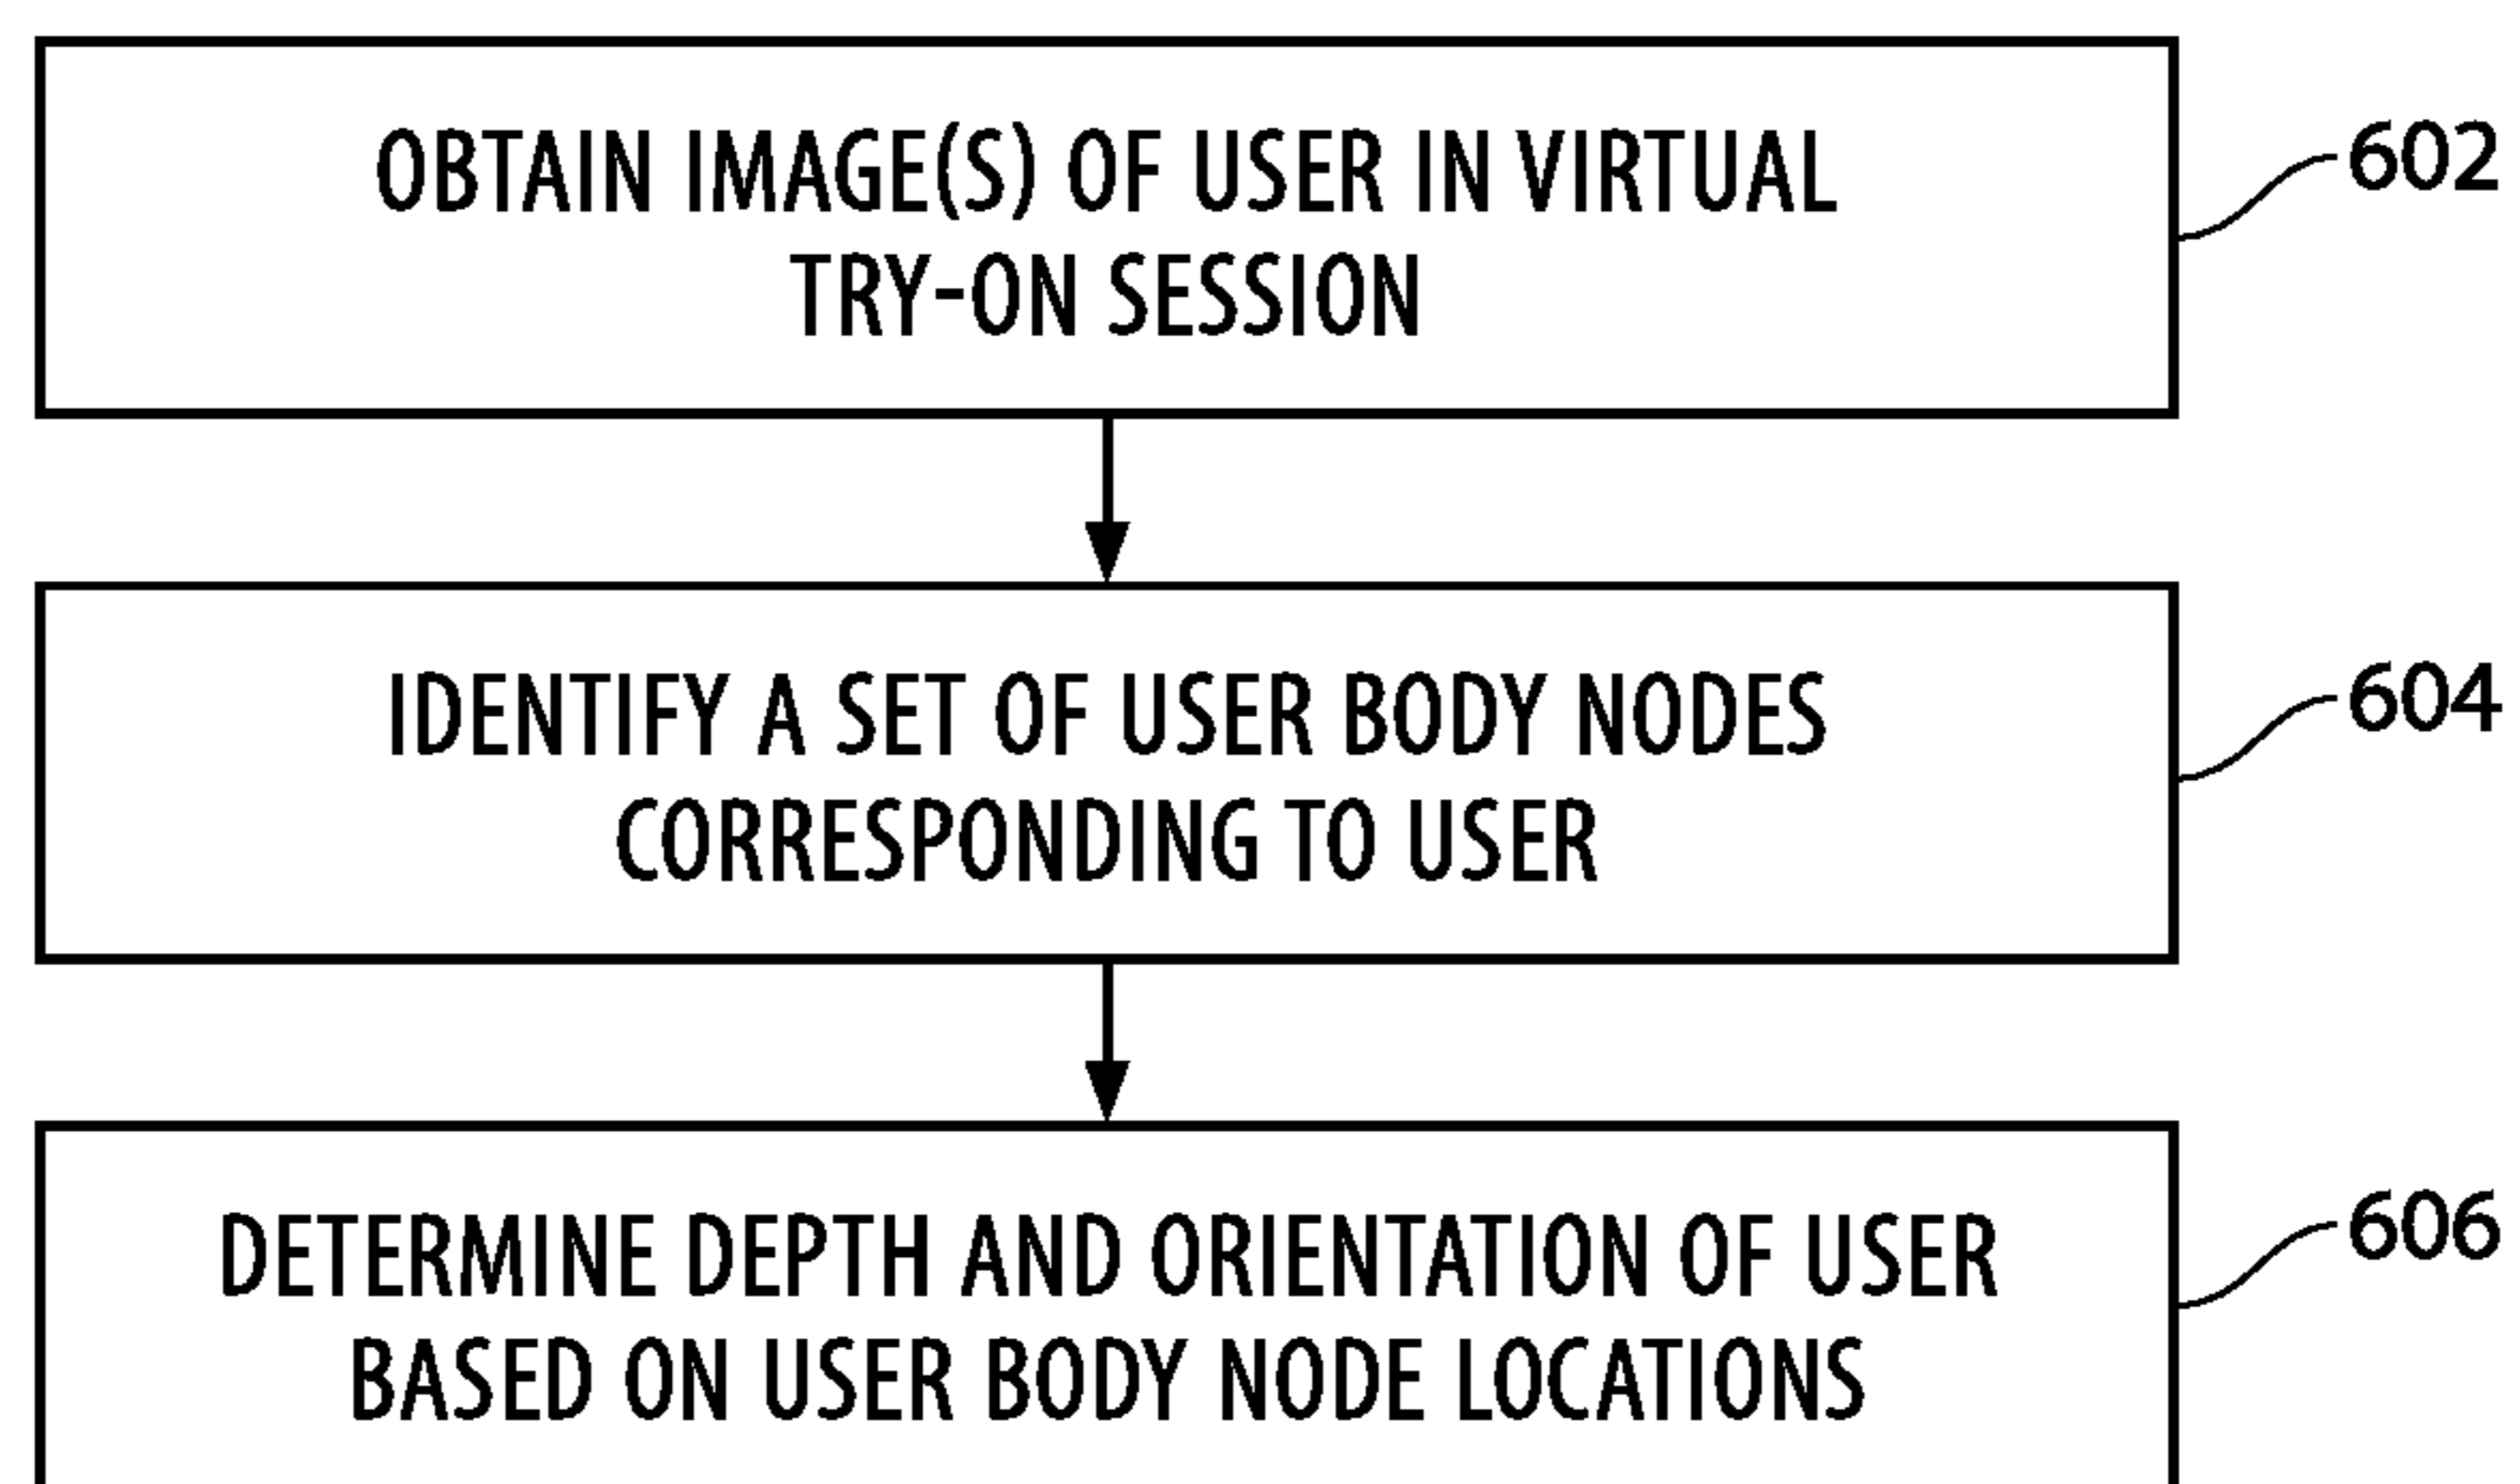 OBTAIN IMAGE(S) OF USER IN VIRTUAL
TRY-ON SESSION
602
IDENTIFY A SET OF USER BODY NODES
CORRESPONDING TO USER
604
DETERMINE DEPTH AND ORIENTATION OF USER
BASED ON USER BODY NODE LOCATIONS
606